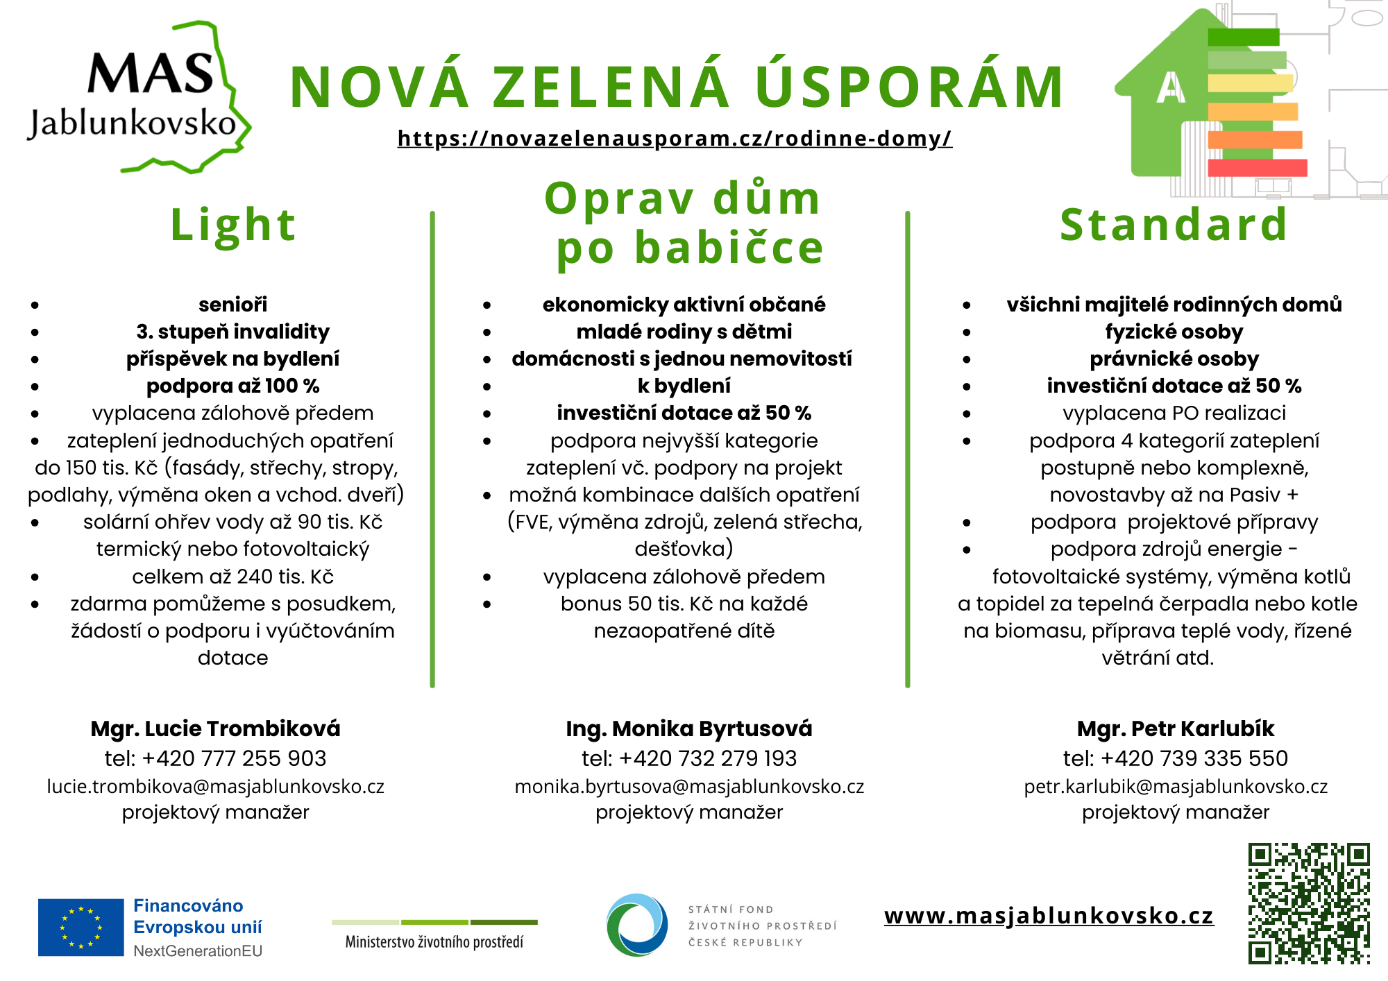 MAS
Jablunkovsko
NOVÁ ZELENÁ ÚSPORÁM
https://novazelenausporam.cz/rodinne-domy/
A
Light
senioři
3. stupeň invalidity
příspěvek na bydlení
podpora až 100 %
vyplacena zálohově předem
zateplení jednoduchých opatření
do 150 tis. Kč (fasády, střechy, stropy,
podlahy, výměna oken a vchod. dveří)
solární ohřev vody až 90 tis. Kč
termický nebo fotovoltaický
celkem až 240 tis. Kč
zdarma pomůžeme s posudkem,
žádostí o podporu i vyúčtováním
dotace
Mgr. Lucie Trombiková
tel: +420 777 255 903
lucie.trombikova@masjablunkovsko.cz
projektový manažer
Oprav dům
po babičce
ekonomicky aktivní občané
mladé rodiny s dětmi
domácnosti s jednou nemovitostí
k bydlení
investiční dotace až 50 %
podpora nejvyšší kategorie
zateplení vč. podpory na projekt
možná kombinace dalších opatření
(FVE, výměna zdrojů, zelená střecha,
dešťovka)
vyplacena zálohově předem
bonus 50 tis. Kč na každé
nezaopatřené dítě
Ing. Monika Byrtusová
tel: +420 732 279 193
monika.byrtusova@masjablunkovsko.cz
projektový manažer
Standard
všichni majitelé rodinných domů
fyzické osoby
právnické osoby
investiční dotace až 50 %
vyplacena PO realizaci
podpora 4 kategorií zateplení
postupně nebo komplexně,
novostavby až na Pasiv +
podpora  projektové přípravy
podpora zdrojů energie -
fotovoltaické systémy, výměna kotlů
a topidel za tepelná čerpadla nebo kotle
na biomasu, příprava teplé vody, řízené
větrání atd.
Mgr. Petr Karlubík
tel: +420 739 335 550
petr.karlubik@masjablunkovsko.cz
projektový manažer
Financováno
Evropskou unií
NextGenerationEU
Ministerstvo životního prostředí
STÁTNÍ FOND
ŽIVOTNÍHO PROSTŘEDÍ
ČESKÉ REPUBLIKY
www.masjablunkovsko.cz